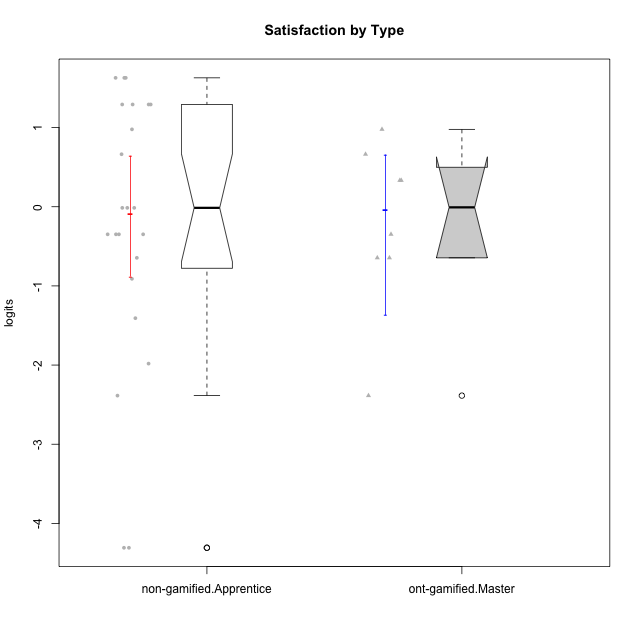 Satisfaction by Type
logits
1
0
-1
-2
-3
-4
non-gamified.Apprentice
ont-gamified.Master